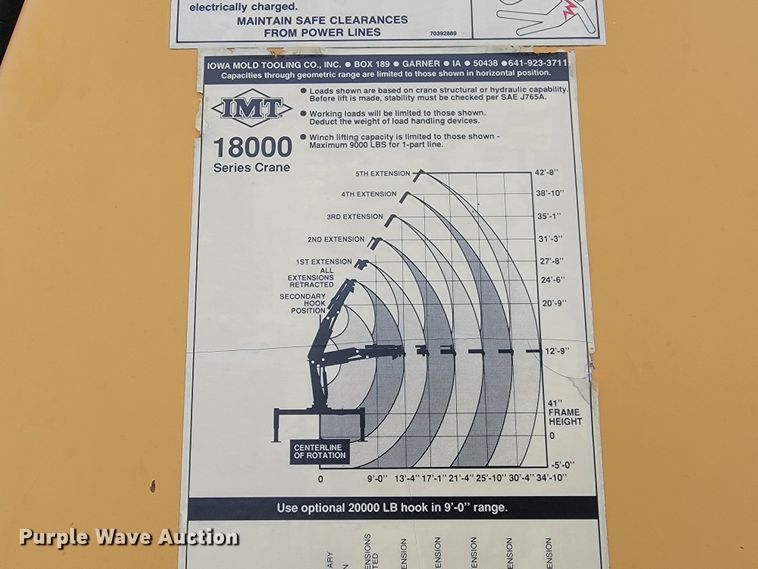 electrically charged.
MAINTAIN SAFE CLEARANCES
FROM POWER LINES
70392889
IOWA MOLD TOOLING CO., INC. ● BOX 189 ● GARNER ● IA ● 50438 ●641-923-3711
Capacities through geometric range are limited to those shown in horizontal position.
IMT
18000
Series Crane
● Loads shown are based on crane structural or hydraulic capability.
Before lift is made, stability must be checked per SAE J765A.
● Working loads will be limited to those shown.
Deduct the weight of load handling devices.
● Winch lifting capacity is limited to those shown -
Maximum 9000 LBS for 1-part line.
5TH EXTENSION
4TH EXTENSION
3RD EXTENSION
2ND EXTENSION
1ST EXTENSION
ALL
EXTENSIONS
RETRACTED
SECONDARY
HOOK
POSITION
42'-8"
38'-10"
35'-1"
31'-3"
27'-8"
24'-6"
20'-9"
12'-9"
41"
FRAME
HEIGHT
0
-5'-0"
CENTERLINE
OF ROTATION
0 9'-0" 13'-4" 17'-1" 21'-4" 25'-10" 30'-4" 34'-10"
Use optional 20000 LB hook in 9'-0" range.
EXTENSION
EXTENSION
EXTENSION
EXTENSION
Purple Wave Auction